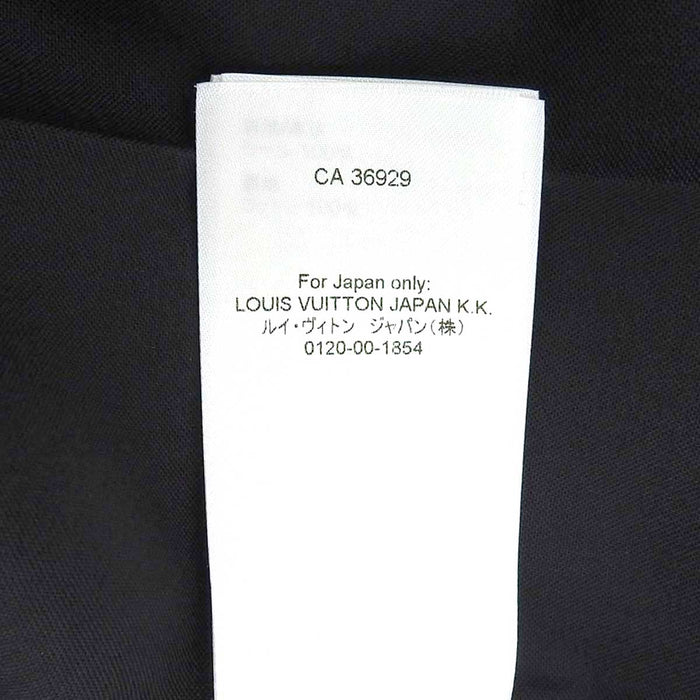 CA 36929
For Japan only:
LOUIS VUITTON JAPAN K.K.
ルイ・ヴィトン ジャパン(株)
0120-00-1854